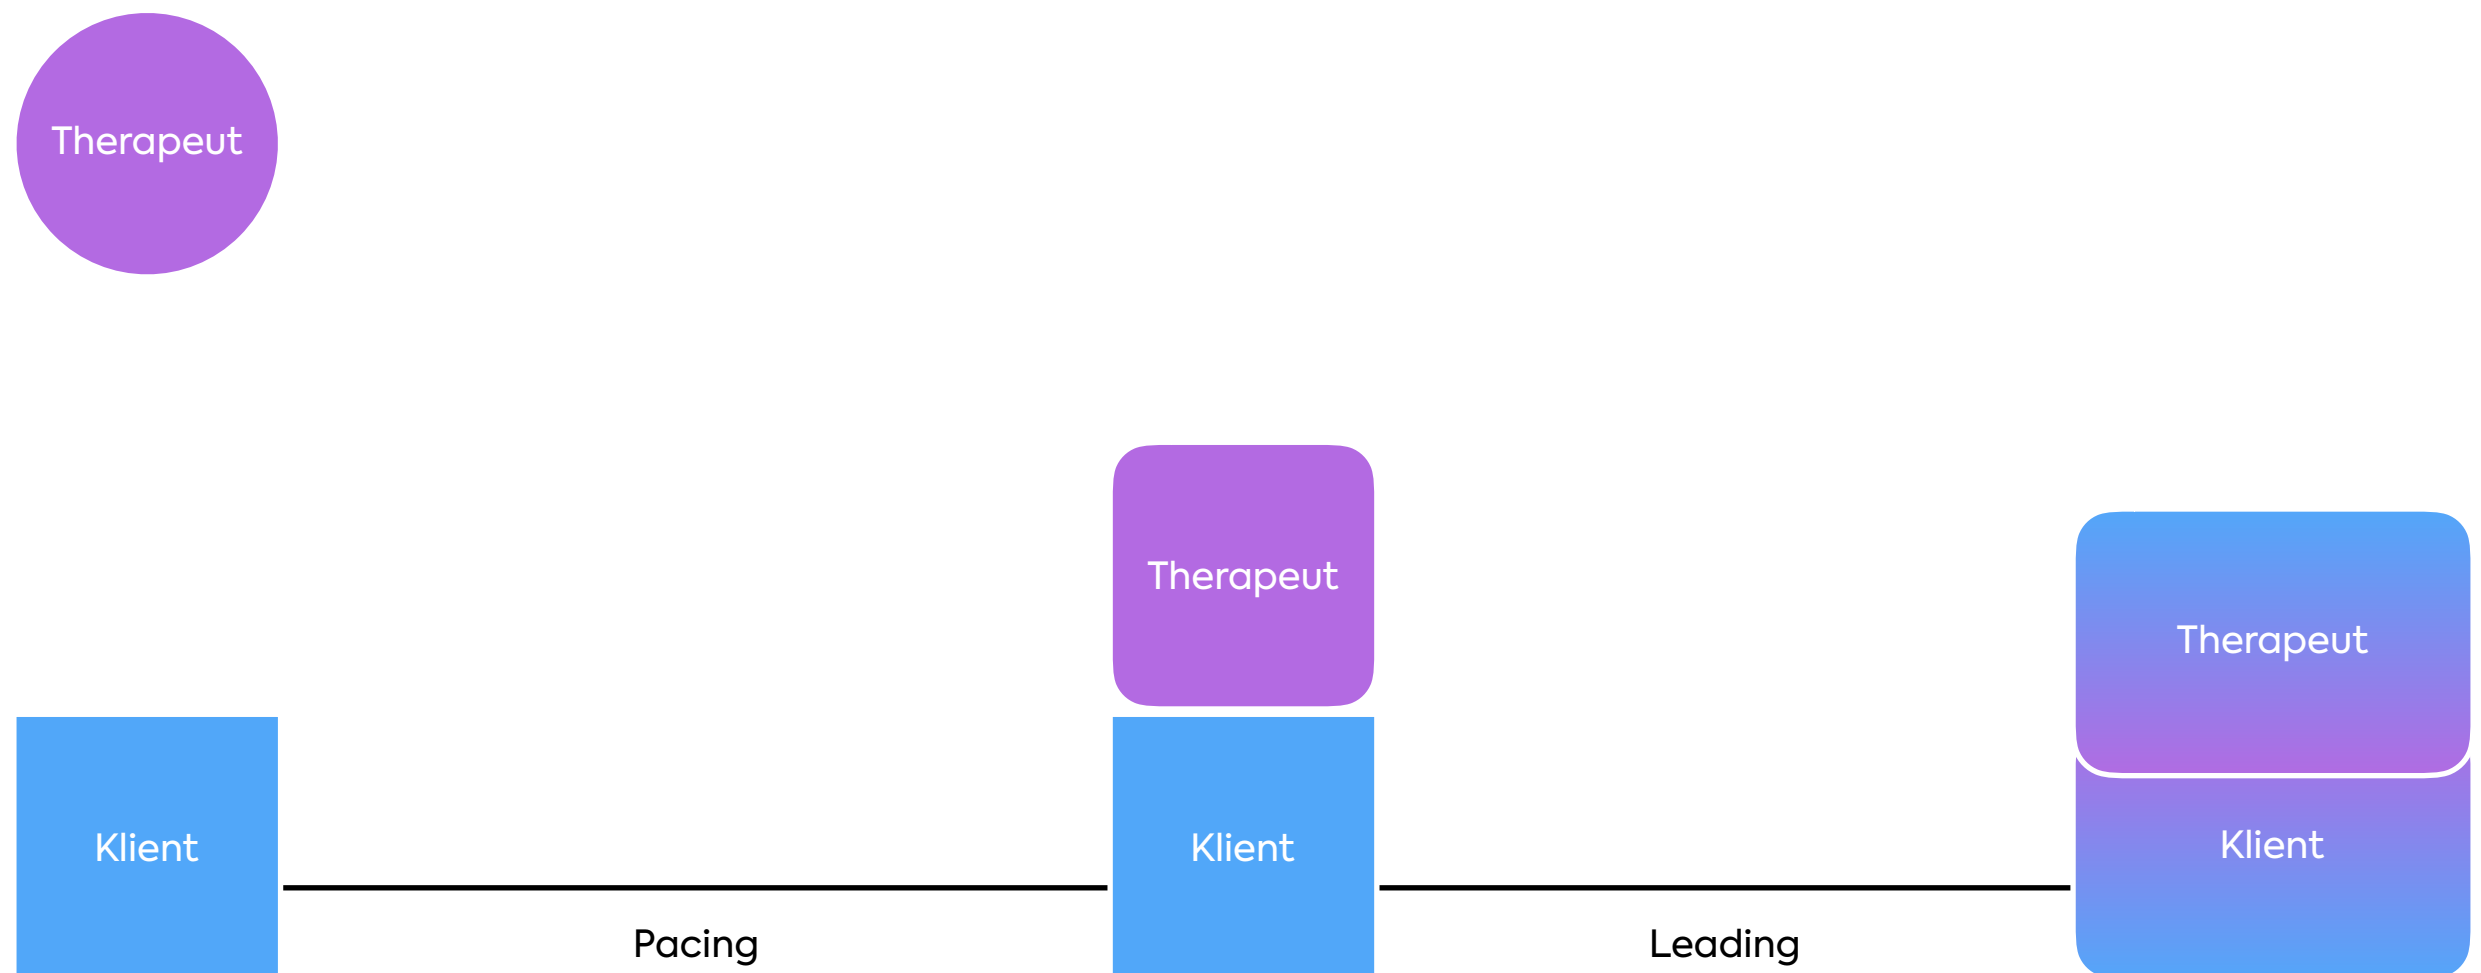 Therapeut
Therapeut
Therapeut
Klient
Klient
Klient
Pacing
Leading